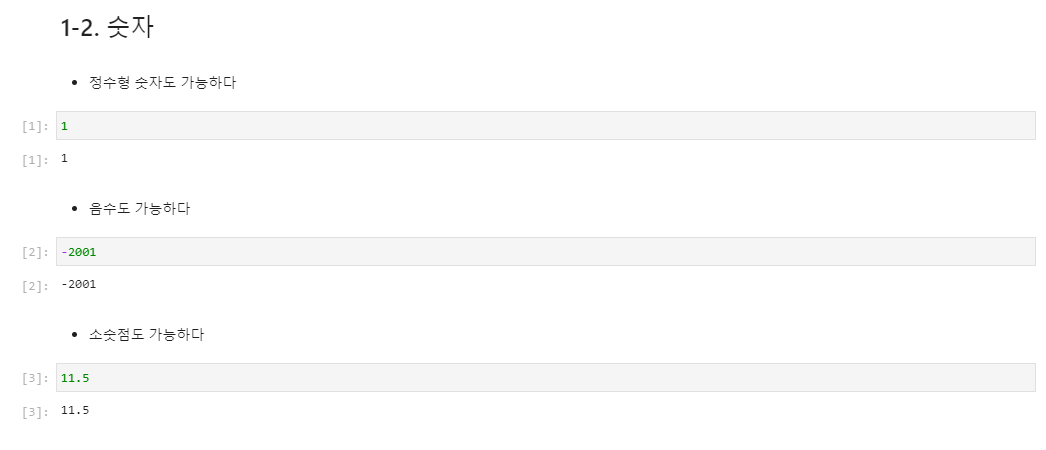 1-2. 숫자
• 정수형 숫자도 가능하다
[1]: 1
[1]: 1
• 음수도 가능하다
[2]: -2001
[2]: -2001
• 소숫점도 가능하다
[3]: 11.5
[3]: 11.5